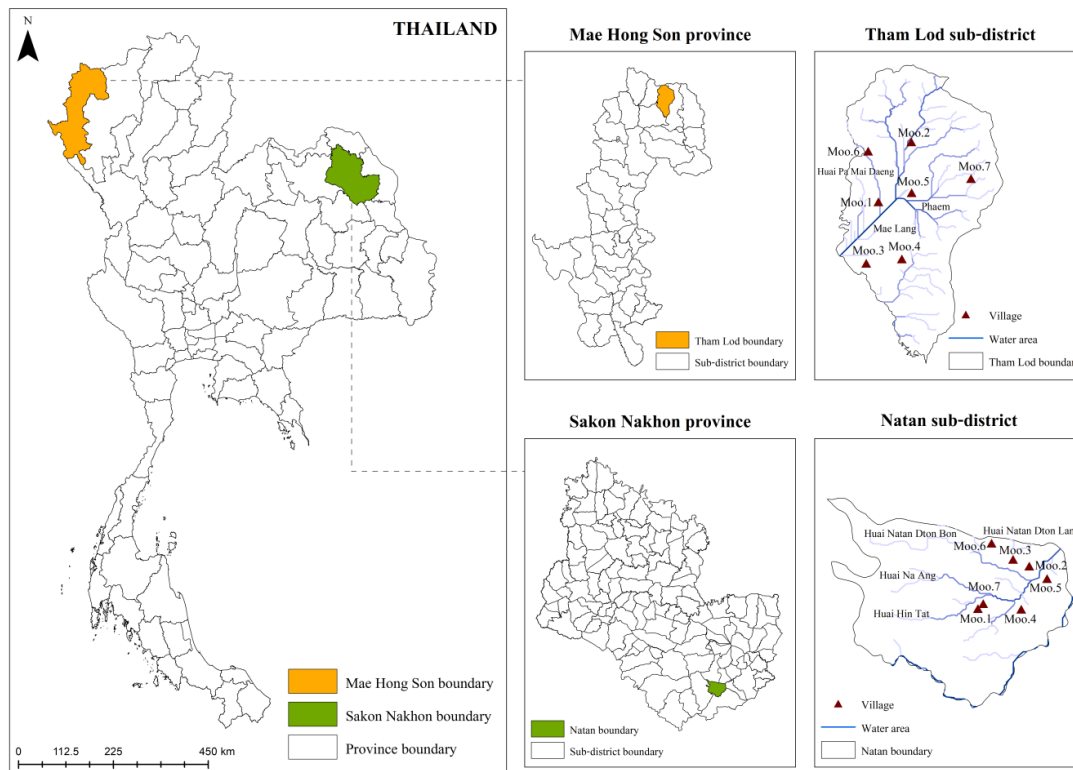 N
THAILAND
Mae Hong Son boundary
Sakon Nakhon boundary
Province boundary
0 112.5 225 450 km
Mae Hong Son province
Tham Lod boundary
Sub-district boundary
Tham Lod sub-district
Moo.2
Moo.6
Huai Pa Mai Daeng
Moo.7
Moo.5
Moo.1
Phaem
Mae Lang
Moo.3
Moo.4
Village
Water area
Tham Lod boundary
Sakon Nakhon province
Natan boundary
Sub-district boundary
Natan sub-district
Huai Natan Dton Bon
Huai Natan Dton Lan
Moo.6
Moo.3
Moo.2
Huai Na Ang
Moo.5
Moo.7
Huai Hin Tat
Moo.1
Moo.4
Village
Water area
Natan boundary